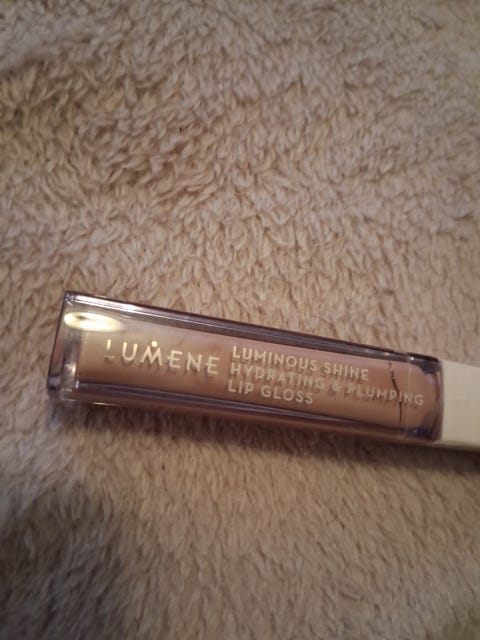 LUMENE
LUMINOUS SHINE
HYDRATING & PLUMPING
LIP GLOSS